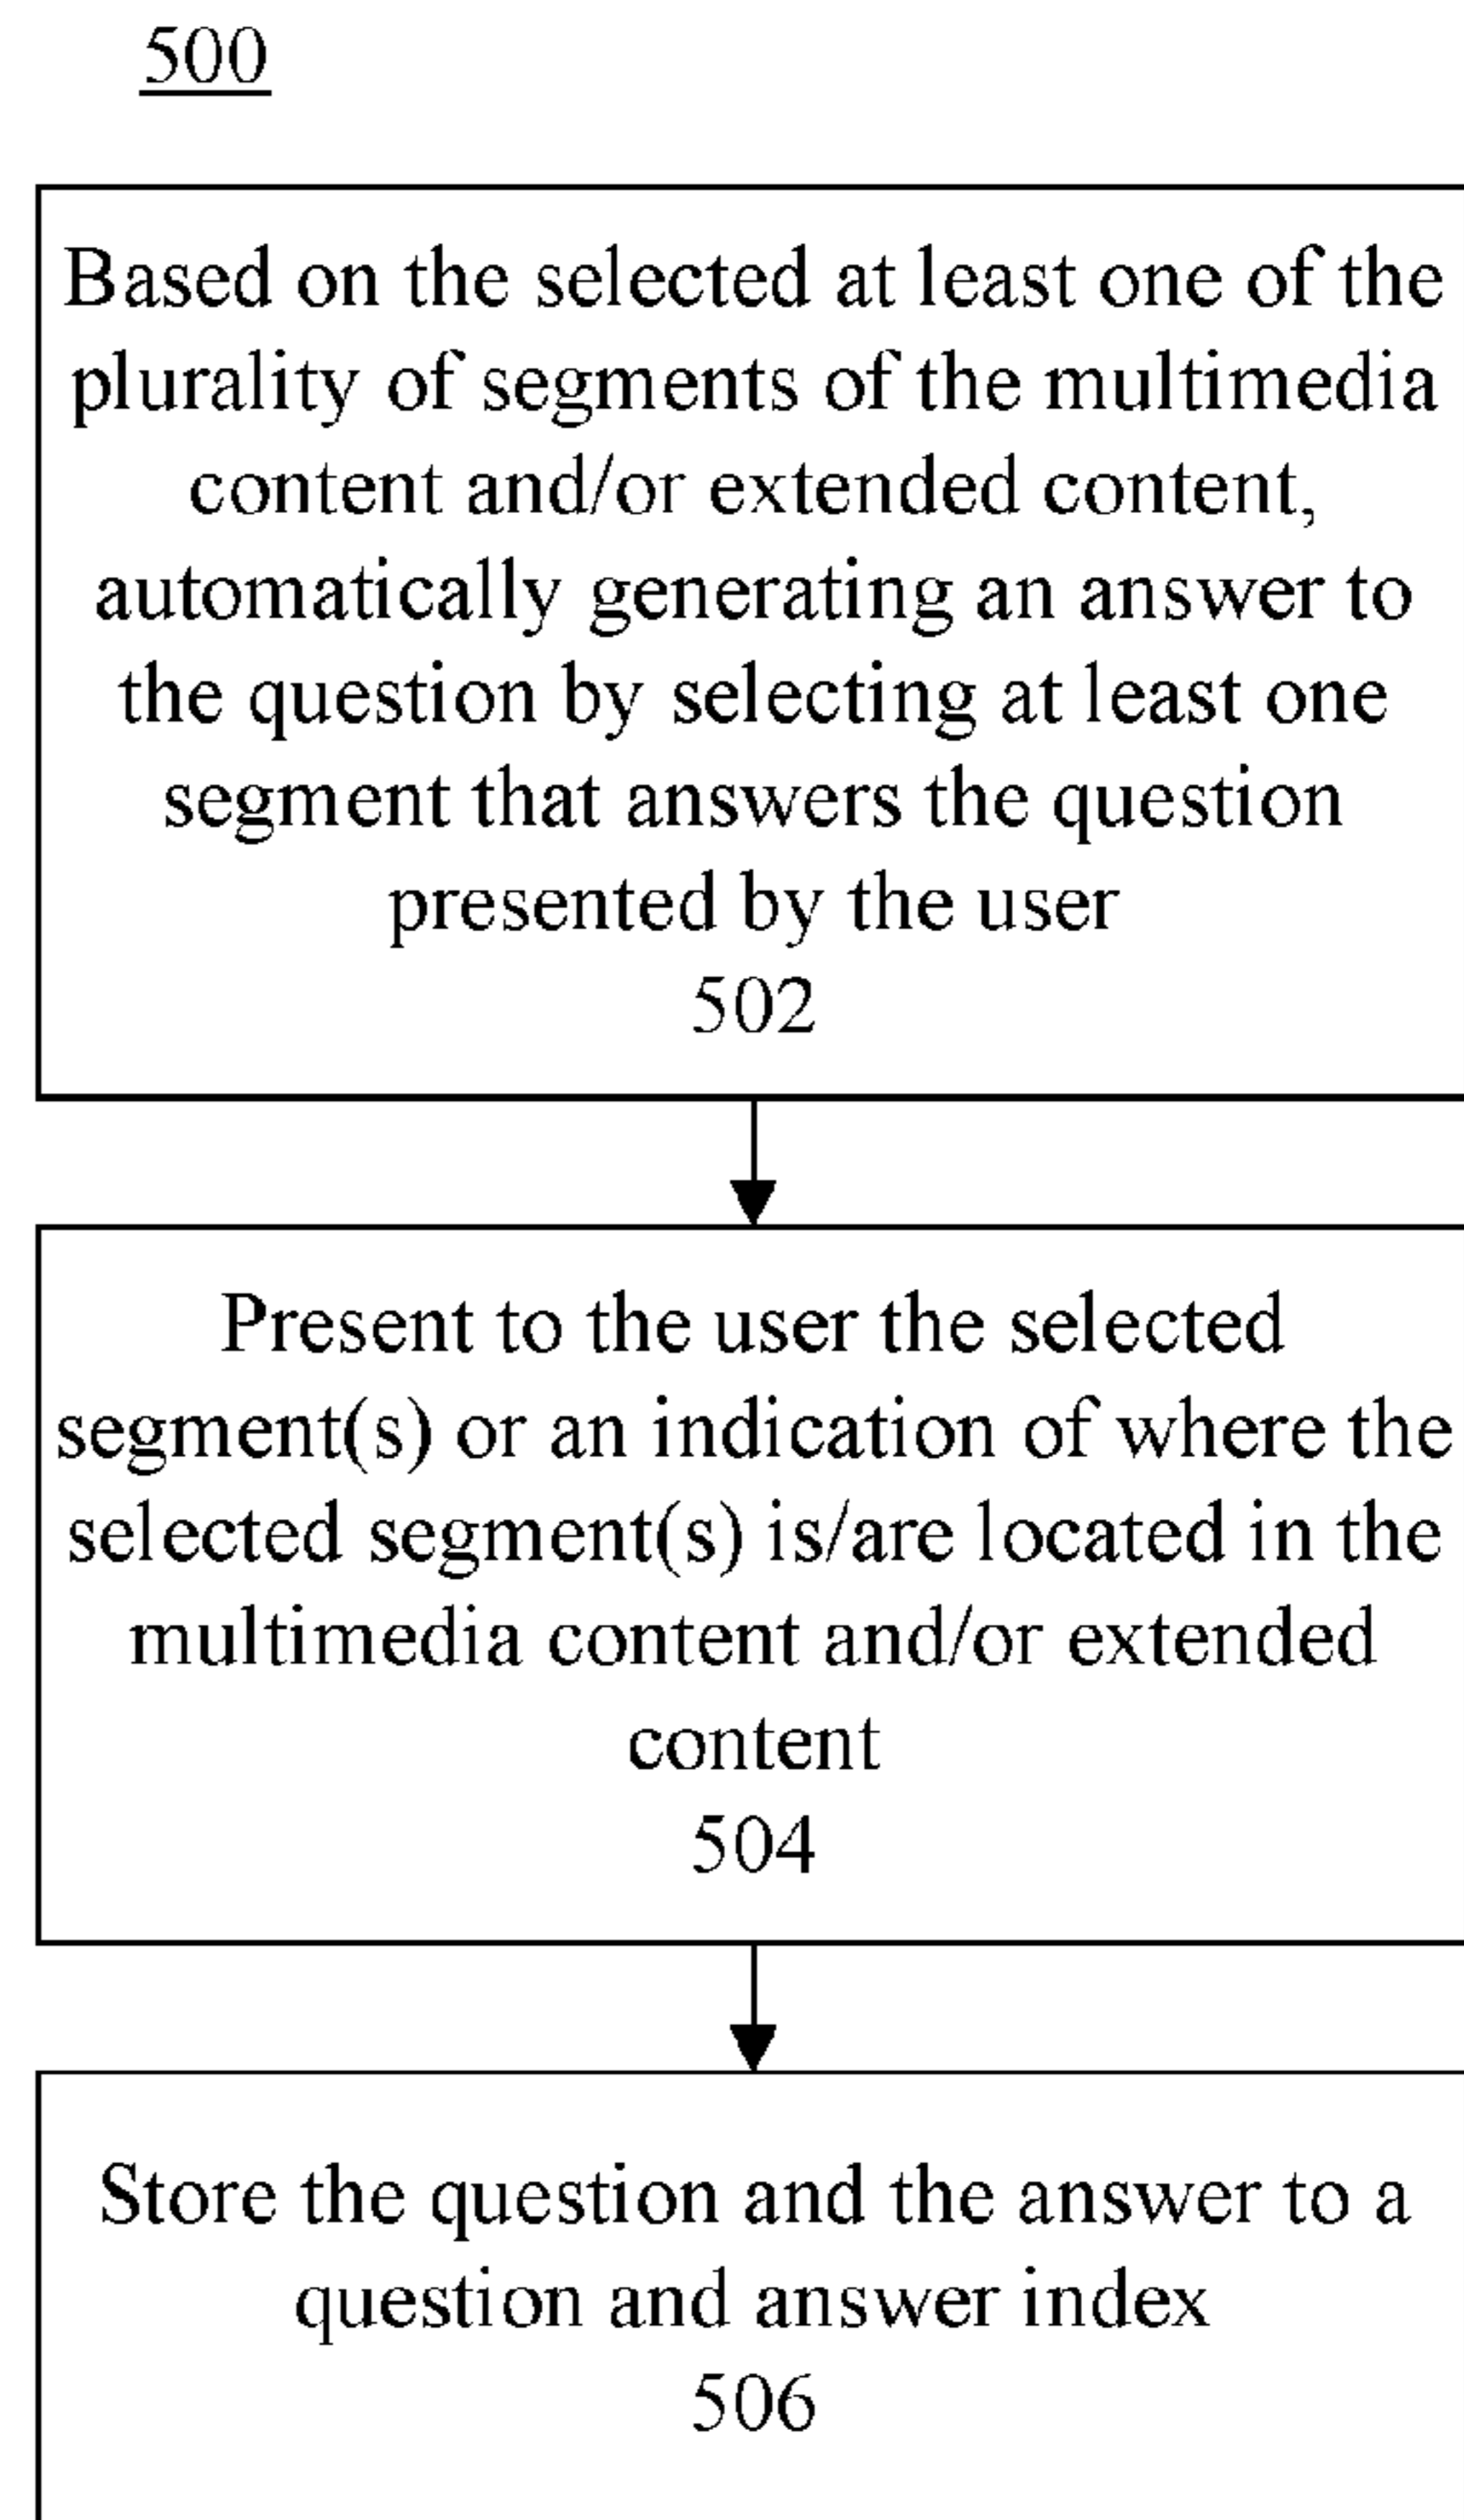 500
Based on the selected at least one of the
plurality of segments of the multimedia
content and/or extended content,
automatically generating an answer to
the question by selecting at least one
segment that answers the question
presented by the user
502
Present to the user the selected
segment(s) or an indication of where the
selected segment(s) is/are located in the
multimedia content and/or extended
content
504
Store the question and the answer to a
question and answer index
506